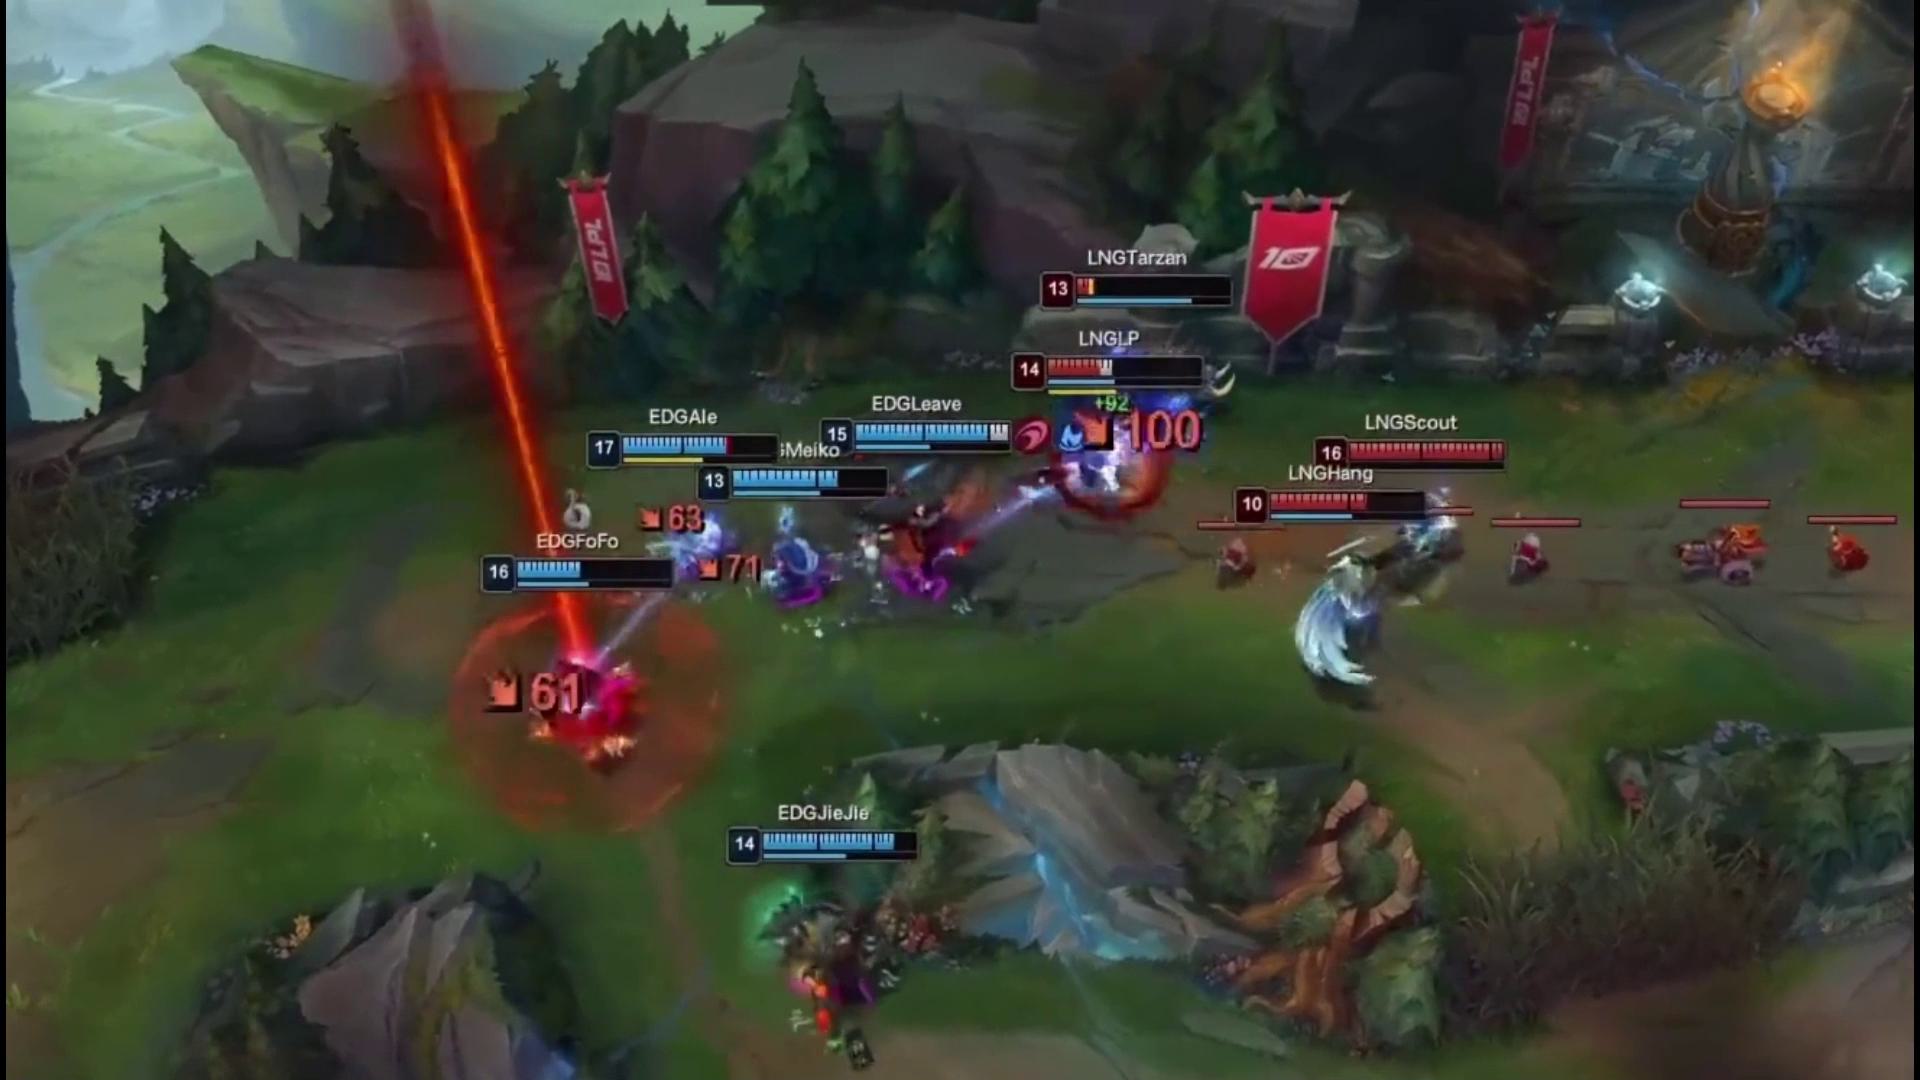 LPL
LPL
10
LNGTarzan
13
LNGLP
14
+92
100
EDGLeave
15
EDGAle
17
Meiko
13
LNGScout
16
LNGHang
10
63
71
EDGFoFo
16
61
EDGJieJie
14